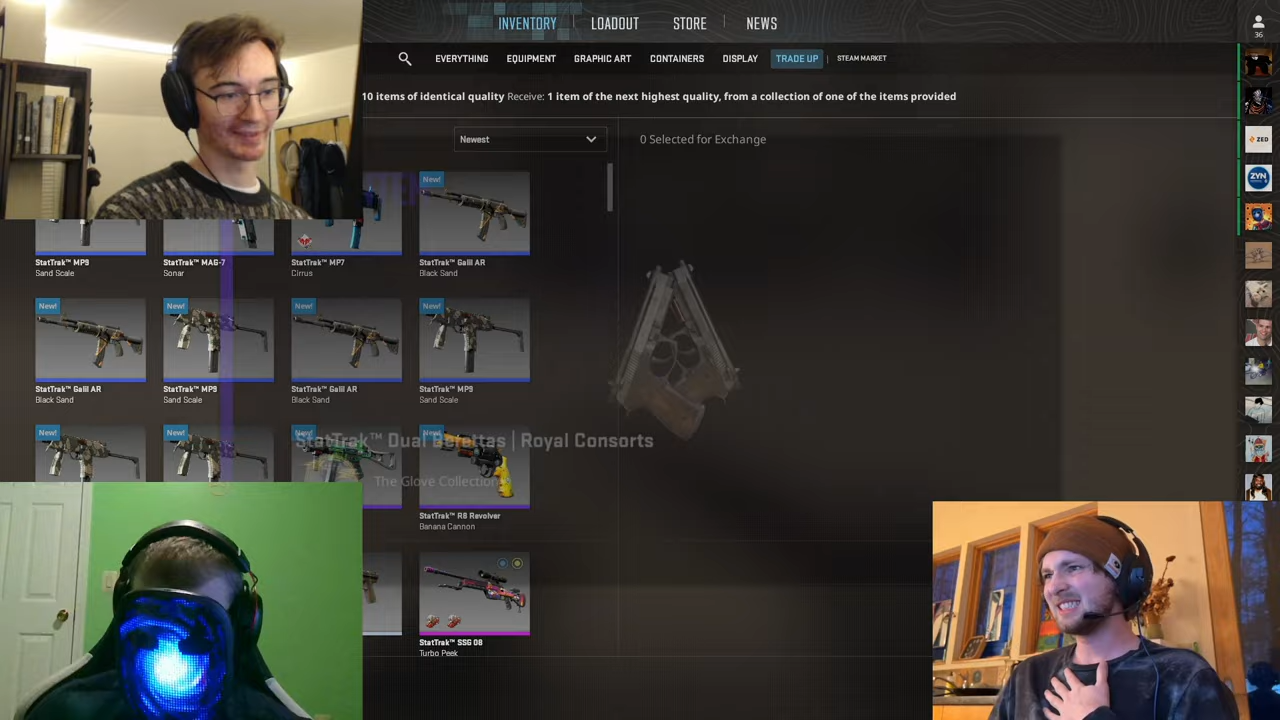 INVENTORY
LOADOUT
STORE
NEWS
36
EVERYTHING
EQUIPMENT
GRAPHIC ART
CONTAINERS
DISPLAY
TRADE UP
STEAM MARKET
10 items of identical quality Receive: 1 item of the next highest quality, from a collection of one of the items provided
Newest
0 Selected for Exchange
ZED
ZYN
New!
StatTrak™ MP9
Sand Scale
StatTrak™ MAG-7
Sonar
StatTrak™ MP7
Cirrus
StatTrak™ Galil AR
Black Sand
New!
New!
New!
New!
StatTrak™ Galil AR
Black Sand
StatTrak™ MP9
Sand Scale
StatTrak™ Galil AR
Black Sand
StatTrak™ MP9
Sand Scale
New!
New!
New!
New!
StatTrak™ Dual Berettas | Royal Consorts
The Glove Collection
StatTrak™ R8 Revolver
Banana Cannon
StatTrak™ SSG 08
Turbo Peek